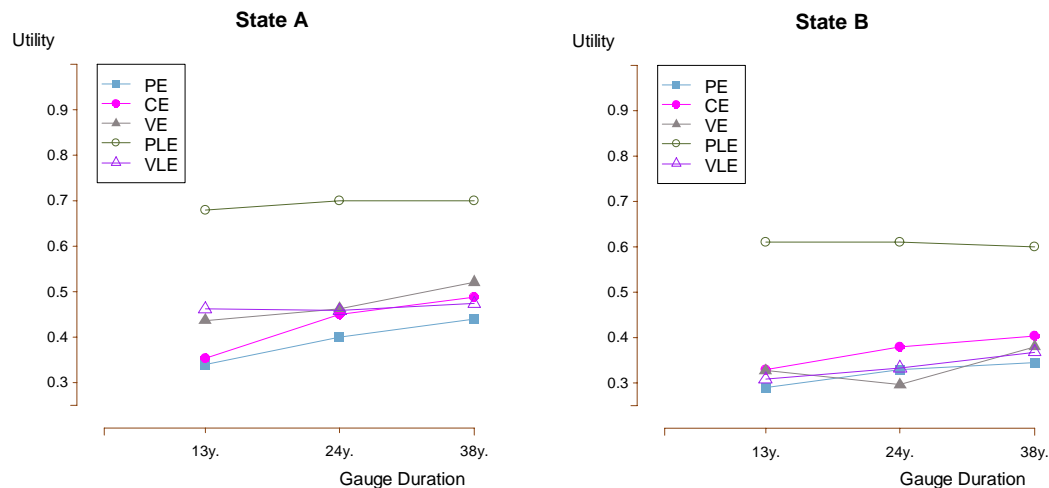 State A
Utility
PE
CE
VE
PLE
VLE
0.9
0.8
0.7
0.6
0.5
0.4
0.3
13y.
24y.
38y.
Gauge Duration
State B
Utility
PE
CE
VE
PLE
VLE
0.9
0.8
0.7
0.6
0.5
0.4
0.3
13y.
24y.
38y.
Gauge Duration